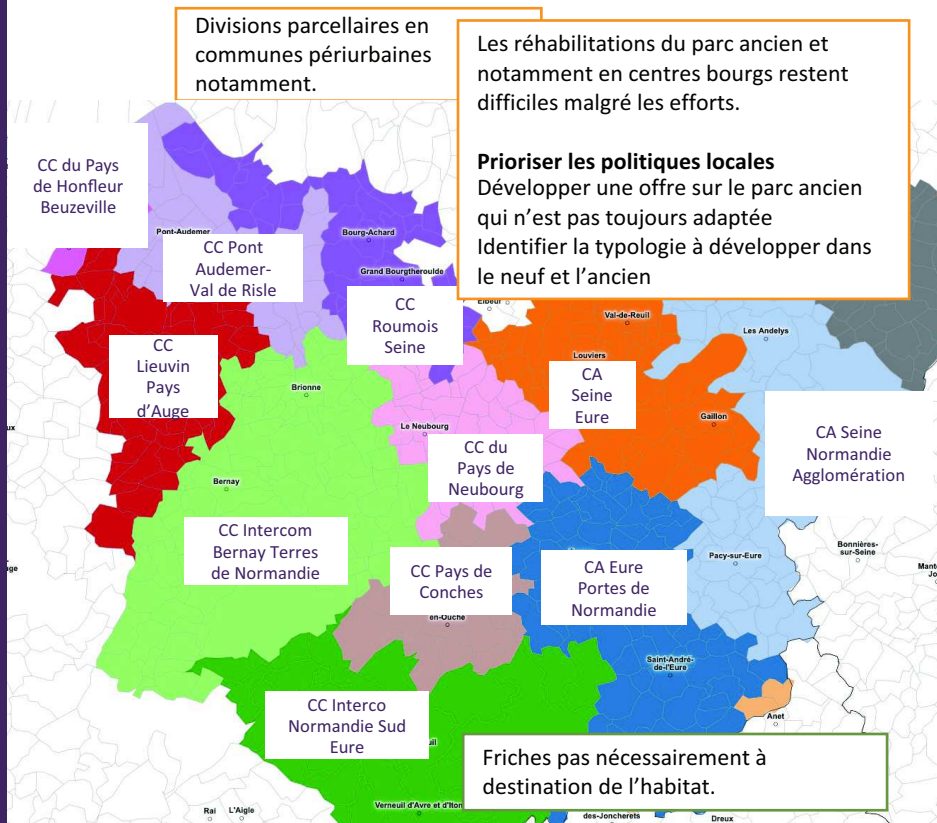 Divisions parcellaires en
communes périurbaines
notamment.
Les réhabilitations du parc ancien et
notamment en centres bourgs restent
difficiles malgré les efforts.
Prioriser les politiques locales
Développer une offre sur le parc ancien
qui n'est pas toujours adaptée
Identifier la typologie à développer dans
le neuf et l'ancien
CC du Pays
de Honfleur
Beuzeville
Pont-Audemer
CC Pont
Audemer-
Val de Risle
Bourg-Achard
Grand Bourgtheroulde
CC
Roumois
Seine
Elbeuf
Val-de-Reuil
Les Andelys
CC
Lieuvin
Pays
d'Auge
Brionne
Louviers
CA
Seine
Eure
Gaillon
Le Neubourg
CC du
Pays de
Neubourg
CA Seine
Normandie
Agglomération
Bernay
CC Intercom
Bernay Terres
de Normandie
CC Pays de
Conches
en-Ouche
CA Eure
Portes de
Normandie
Pacy-sur-Eure
Bonnières-
sur-Seine
Saint-André-
de-l'Eure
Anet
CC Interco
Normandie Sud
Eure
Friches pas nécessairement à
destination de l'habitat.
Rai
L'Aigle
Verneuil d'Avre et d'Iton
des-Joncherets
Dreux